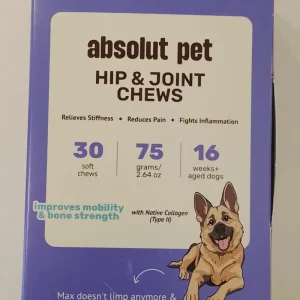 absolut pet
HIP & JOINT
CHEWS
Relieves Stiffness • Reduces Pain • Fights Inflammation
30 75 16
soft grams/ weeks+
chews 2.64 oz aged dogs
Improves mobility
& bone strength
with Native Collagen
(Type II)
Max doesn't limp anymore &